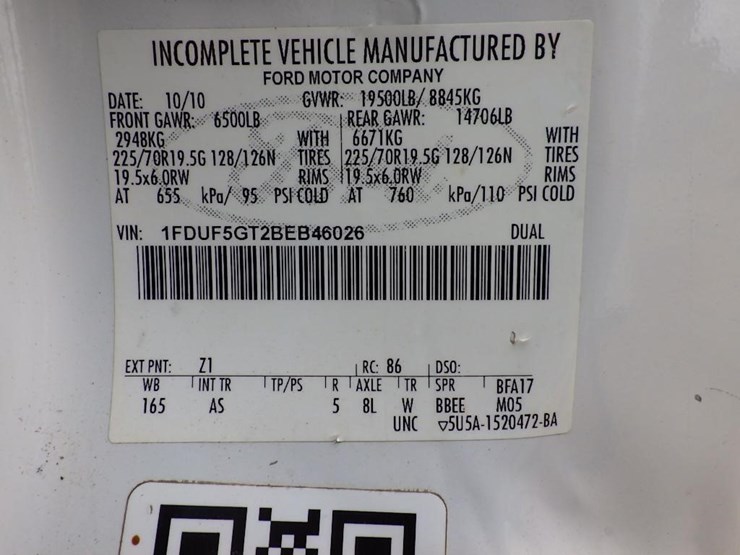 INCOMPLETE VEHICLE MANUFACTURED BY
FORD MOTOR COMPANY
DATE: 10/10 GVWR: 19500LB/ 8845KG
FRONT GAWR: 6500LB REAR GAWR: 14706LB
2948KG WITH 6671KG WITH
225/70R19.5G 128/126N TIRES 225/70R19.5G 128/126N TIRES
19.5x6.0RW RIMS 19.5x6.0RW RIMS
AT 655 kPa/ 95 PSI COLD AT 760 kPa/110 PSI COLD
VIN: 1FDUF5GT2BEB46026 DUAL
EXT PNT: Z1 RC: 86 DSO:
WB INT TR TP/PS R AXLE TR SPR BFA17
165 AS 5 8L W BBEE M05
UNC ▽5U5A-1520472-BA